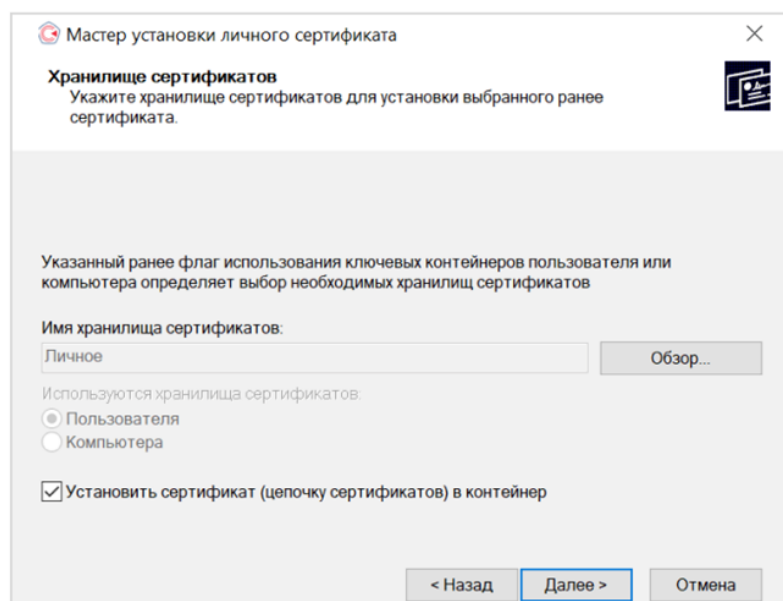 Мастер установки личного сертификата
Хранилище сертификатов
Укажите хранилище сертификатов для установки выбранного ранее
сертификата.
Указанный ранее флаг использования ключевых контейнеров пользователя или
компьютера определяет выбор необходимых хранилищ сертификатов
Имя хранилища сертификатов:
Личное
Обзор...
Используются хранилища сертификатов:
Пользователя
Компьютера
Установить сертификат (цепочку сертификатов) в контейнер
< Назад
Далее >
Отмена